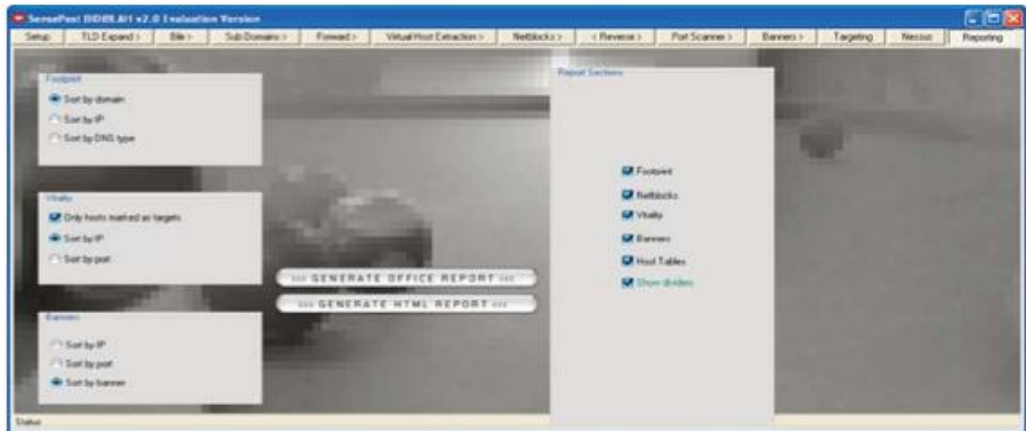 SensePost BiDiBLAH v2.0 Evaluation Version
Setup TLD Expand > Bile > Sub Domains > Forward > Virtual Host Extraction > Netblocks > < Reverse > Port Scanner > Banners > Targeting Nessus Reporting
Footprint
Sort by domain
Sort by IP
Sort by DNS type
Vitality
Only hosts marked as targets
Sort by IP
Sort by port
>>> GENERATE OFFICE REPORT <<<
>>> GENERATE HTML REPORT <<<
Banners
Sort by IP
Sort by port
Sort by banner
Report Sections
Footprint
Netblocks
Vitality
Banners
Host Tables
Show dividers
Status